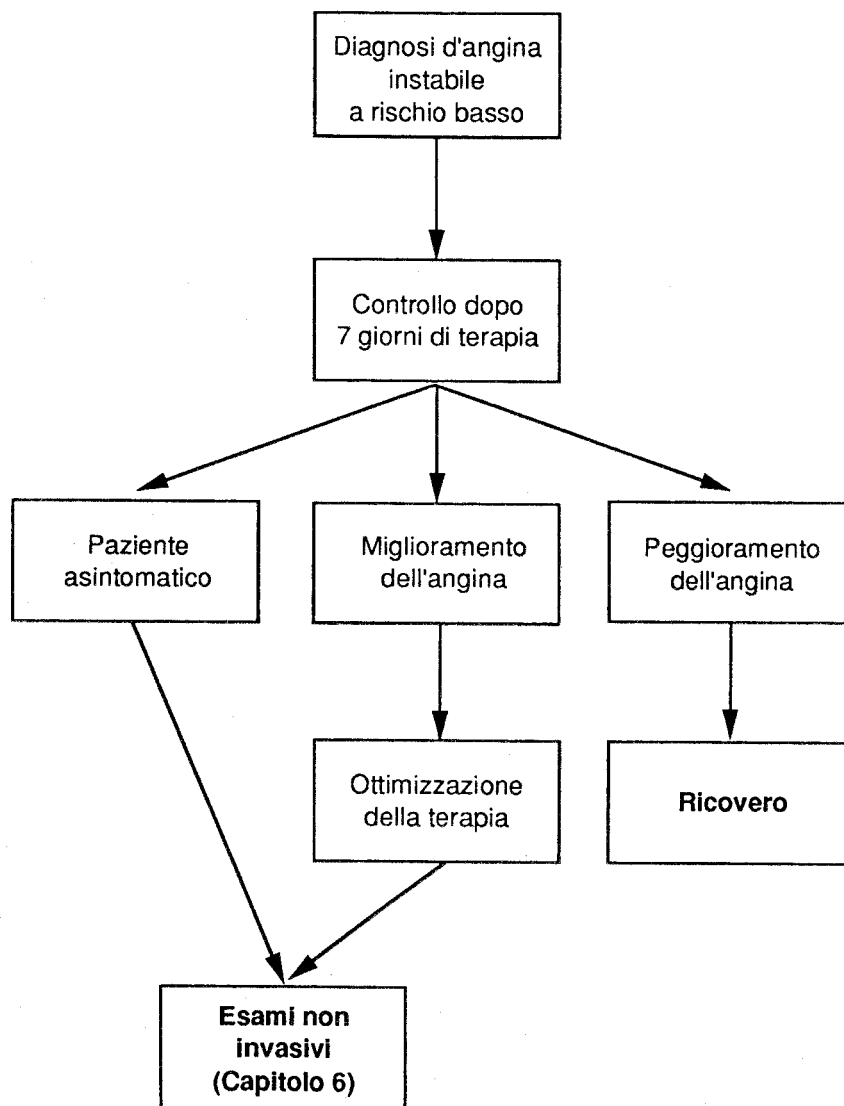 Diagnosi d'angina
instabile
a rischio basso
Controllo dopo
7 giorni di terapia
Paziente
asintomatico
Miglioramento
dell'angina
Peggioramento
dell'angina
Ottimizzazione
della terapia
Ricovero
Esami non
invasivi
(Capitolo 6)